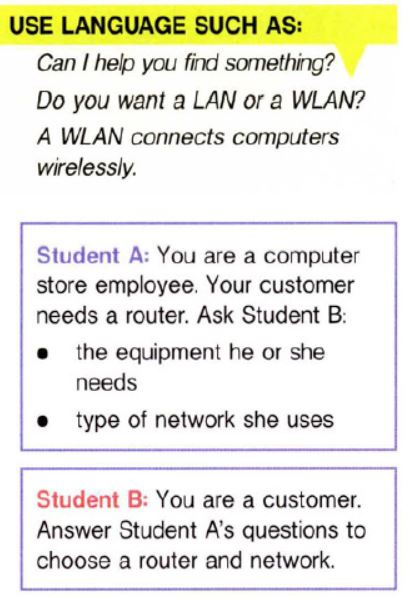 USE LANGUAGE SUCH AS:
Can I help you find something?
Do you want a LAN or a WLAN?
A WLAN connects computers
wirelessly.
Student A: You are a computer
store employee. Your customer
needs a router. Ask Student B:
• the equipment he or she
needs
• type of network she uses
Student B: You are a customer.
Answer Student A's questions to
choose a router and network.